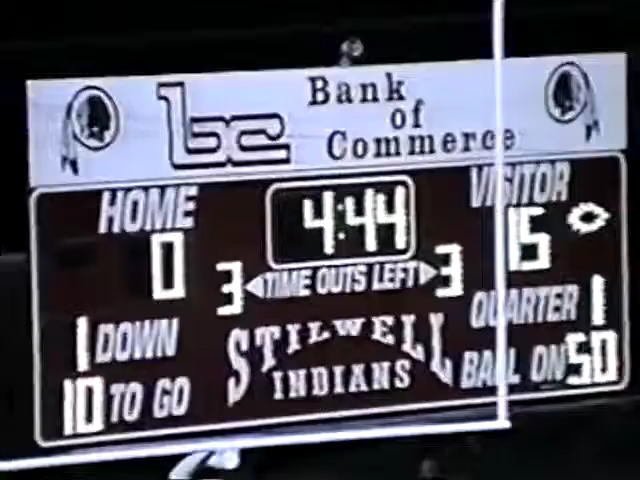 bc Bank
of
Commerce
HOME 4:44 VISITOR
0 15
3 TIME OUTS LEFT 3
QUARTER 1
1 DOWN STILWELL
10 TO GO INDIANS BALL ON 50